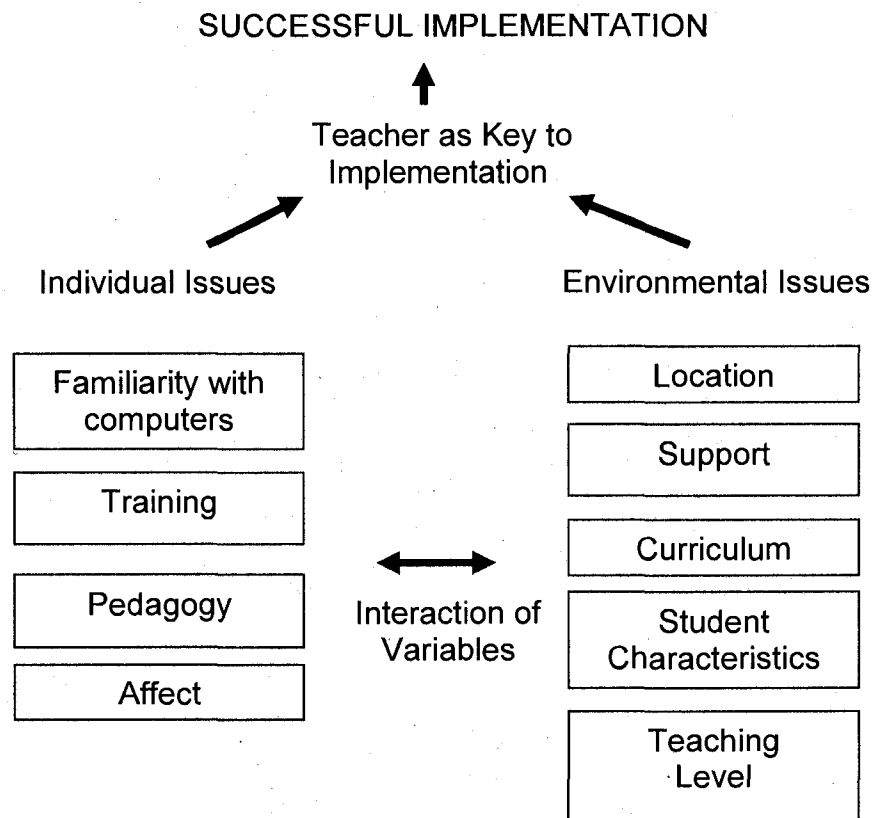 SUCCESSFUL IMPLEMENTATION
Teacher as Key to
Implementation
Individual Issues
Environmental Issues
Familiarity with
computers
Training
Pedagogy
Affect
Interaction of
Variables
Location
Support
Curriculum
Student
Characteristics
Teaching
Level